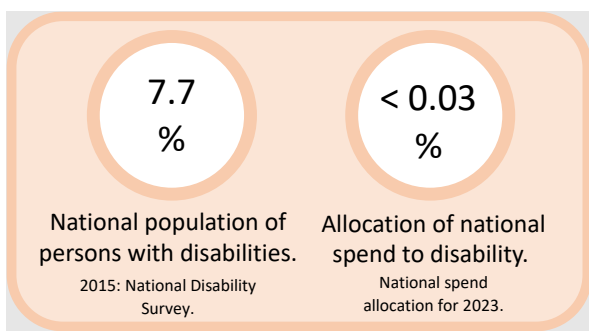 7.7
%
National population of
persons with disabilities.
2015: National Disability
Survey.
< 0.03
%
Allocation of national
spend to disability.
National spend
allocation for 2023.